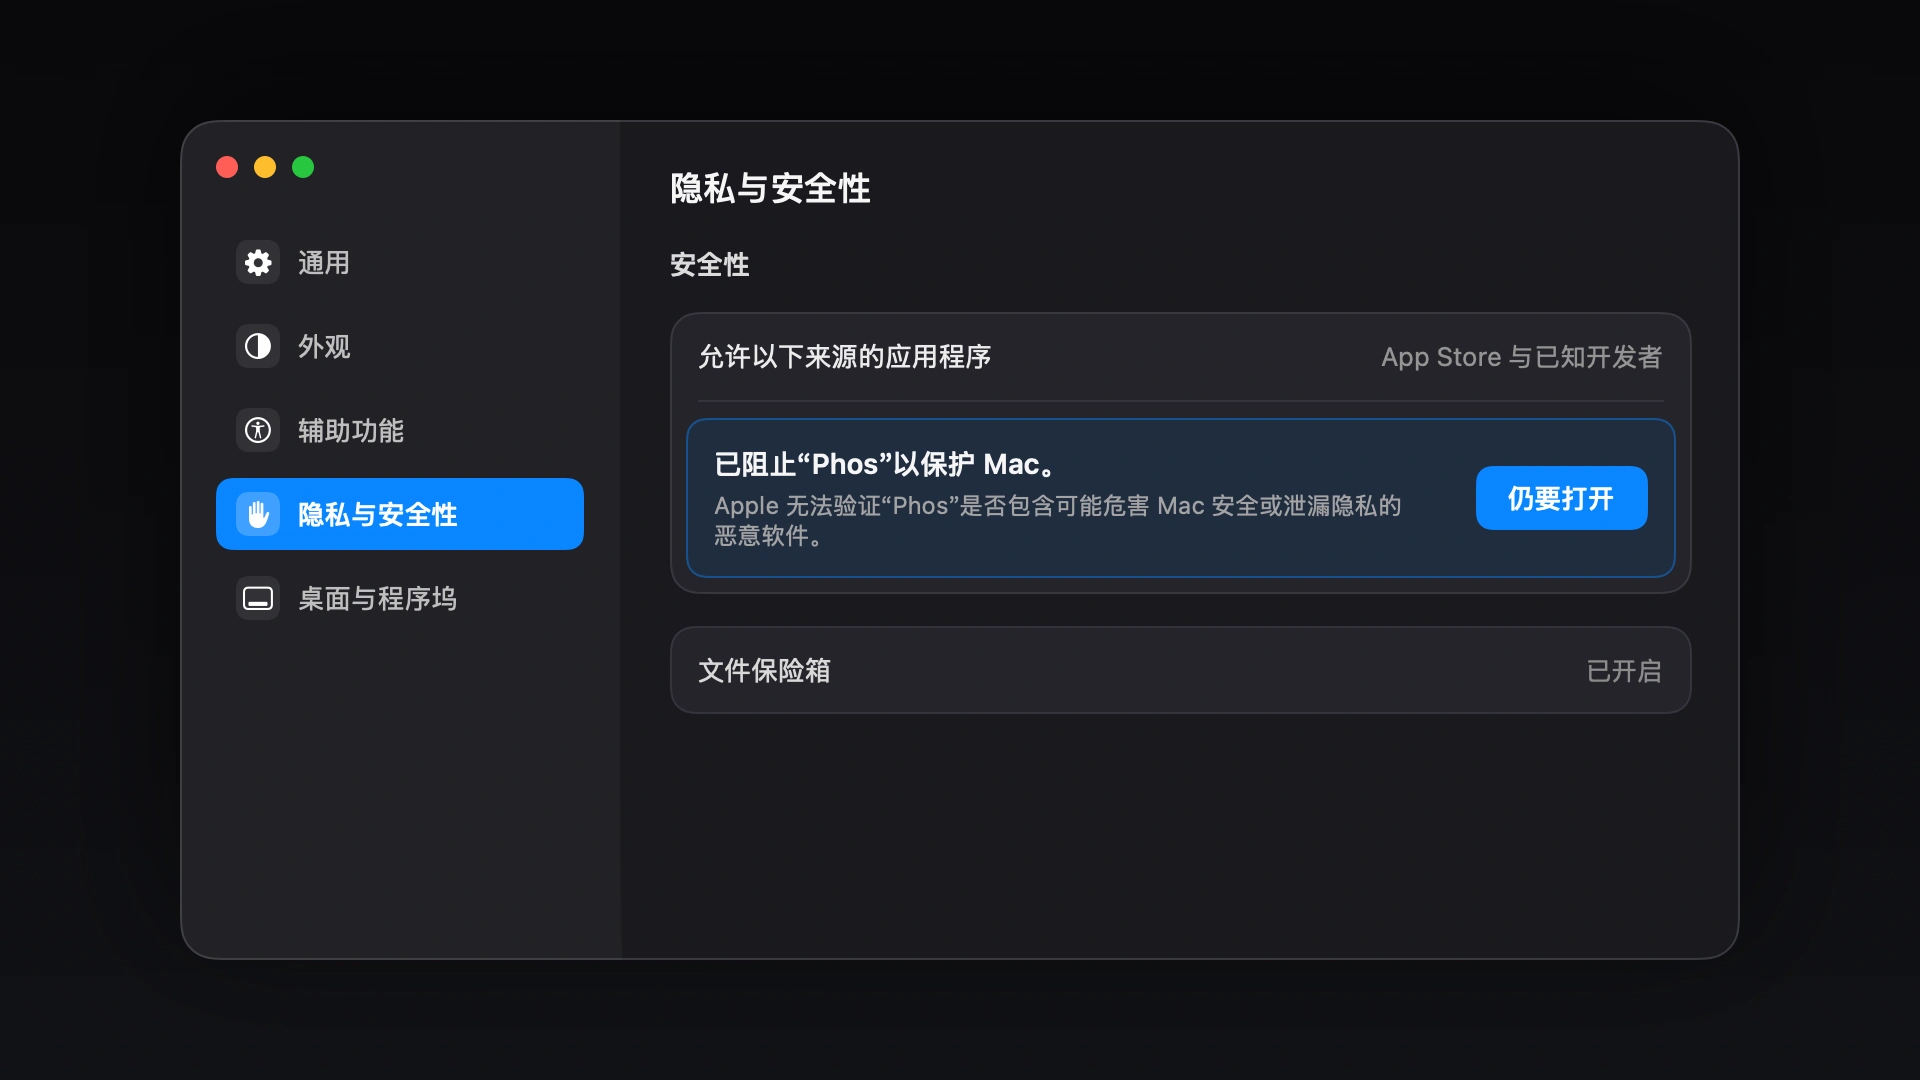 隐私与安全性
安全性
通用
外观
辅助功能
隐私与安全性
桌面与程序坞
允许以下来源的应用程序
App Store 与已知开发者
已阻止“Phos”以保护 Mac。
Apple 无法验证“Phos”是否包含可能危害 Mac 安全或泄漏隐私的
恶意软件。
仍要打开
文件保险箱
已开启